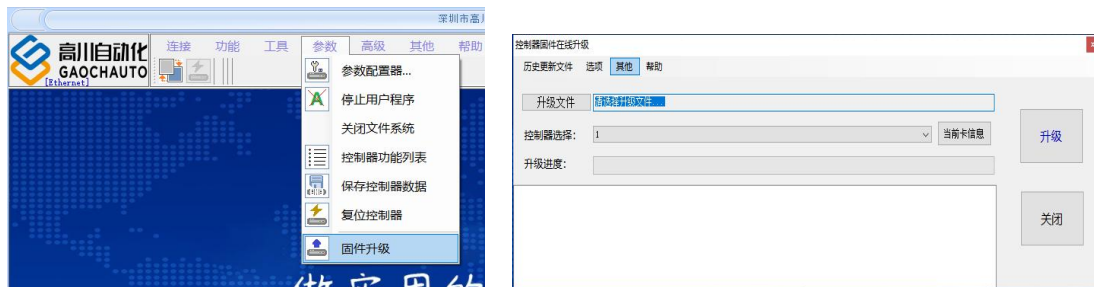 深圳市高
高川自动化
GAOCHAUTO
[Ethernet]
连接 功能 工具 参数 高级 其他 帮助
参数配置器...
停止用户程序
关闭文件系统
控制器功能列表
保存控制器数据
复位控制器
固件升级
控制器固件在线升级
历史更新文件 选项 其他 帮助
升级文件 请选择升级文件....
控制器选择: 1 当前卡信息 升级
升级进度:
关闭